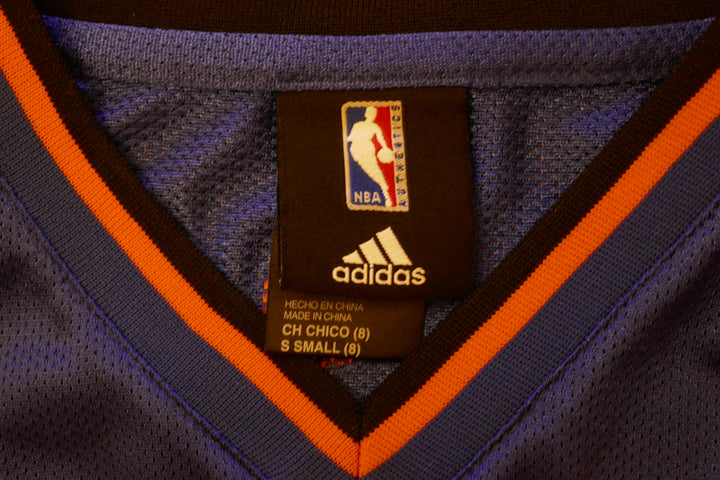 NBA
AUTHENTICS
adidas
HECHO EN CHINA
MADE IN CHINA
CH CHICO (8)
S SMALL (8)